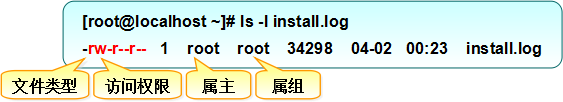 [root@localhost ~]# ls -l install.log
-rw-r--r-- 1 root root 34298 04-02 00:23 install.log
文件类型 访问权限 属主 属组